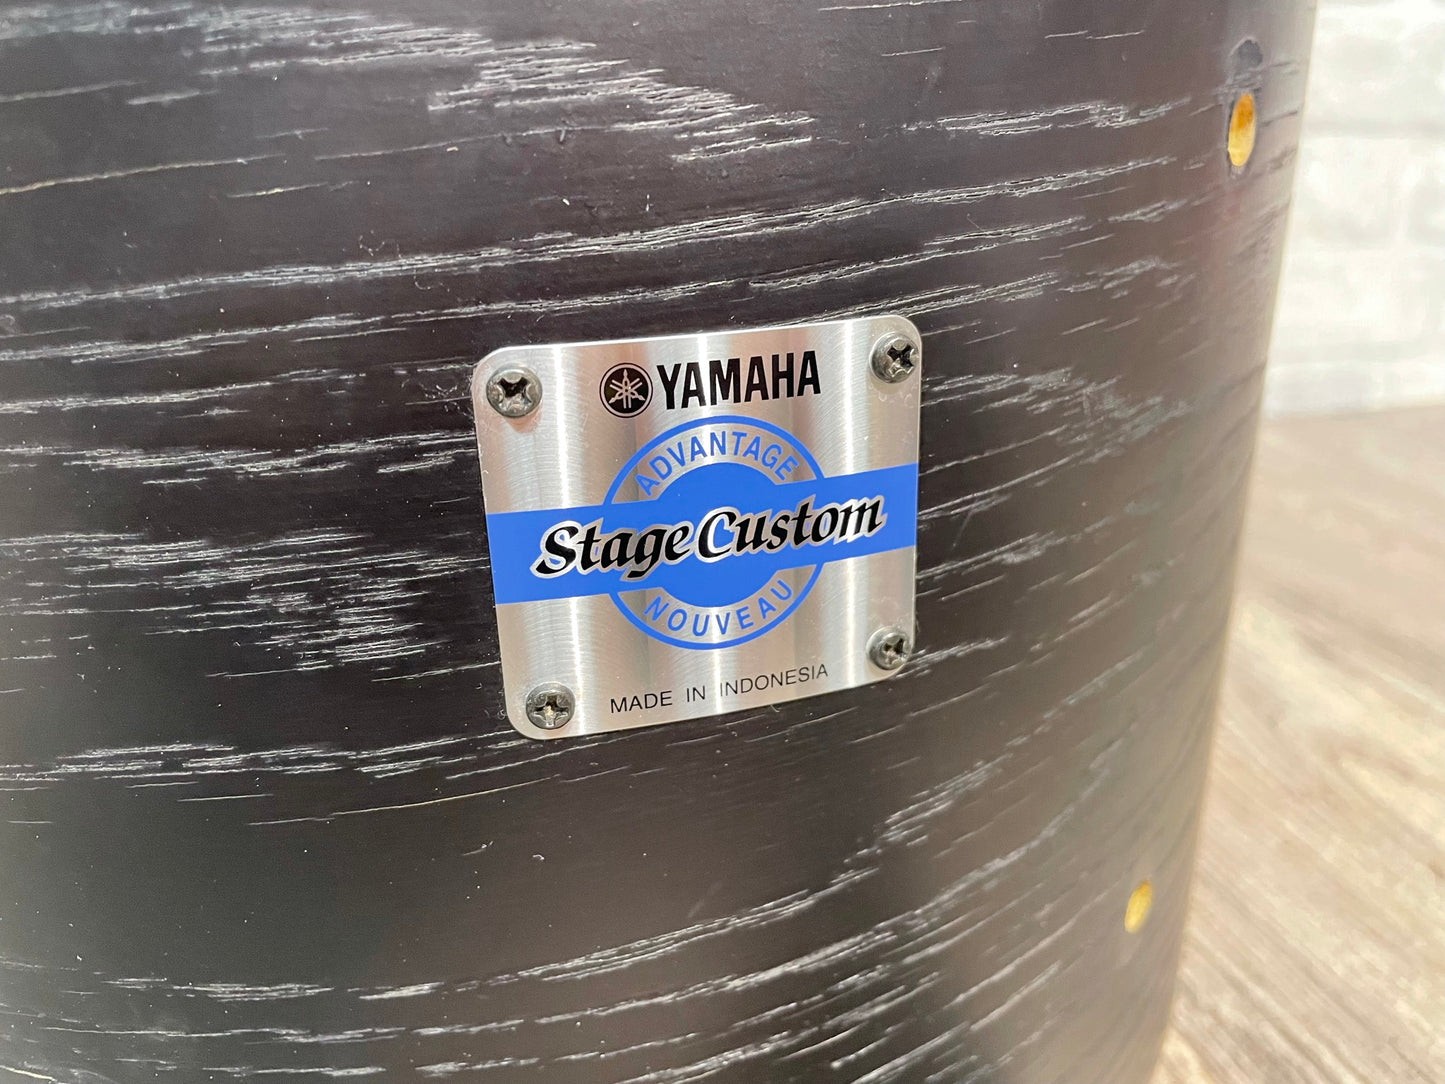 YAMAHA
ADVANTAGE
Stage Custom
NOUVEAU
MADE IN INDONESIA